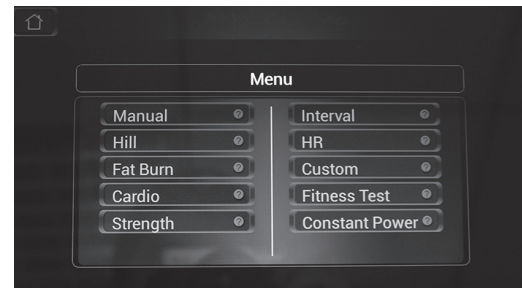 Menu
Manual ?
Hill ?
Fat Burn ?
Cardio ?
Strength ?
Interval ?
HR ?
Custom ?
Fitness Test ?
Constant Power ?